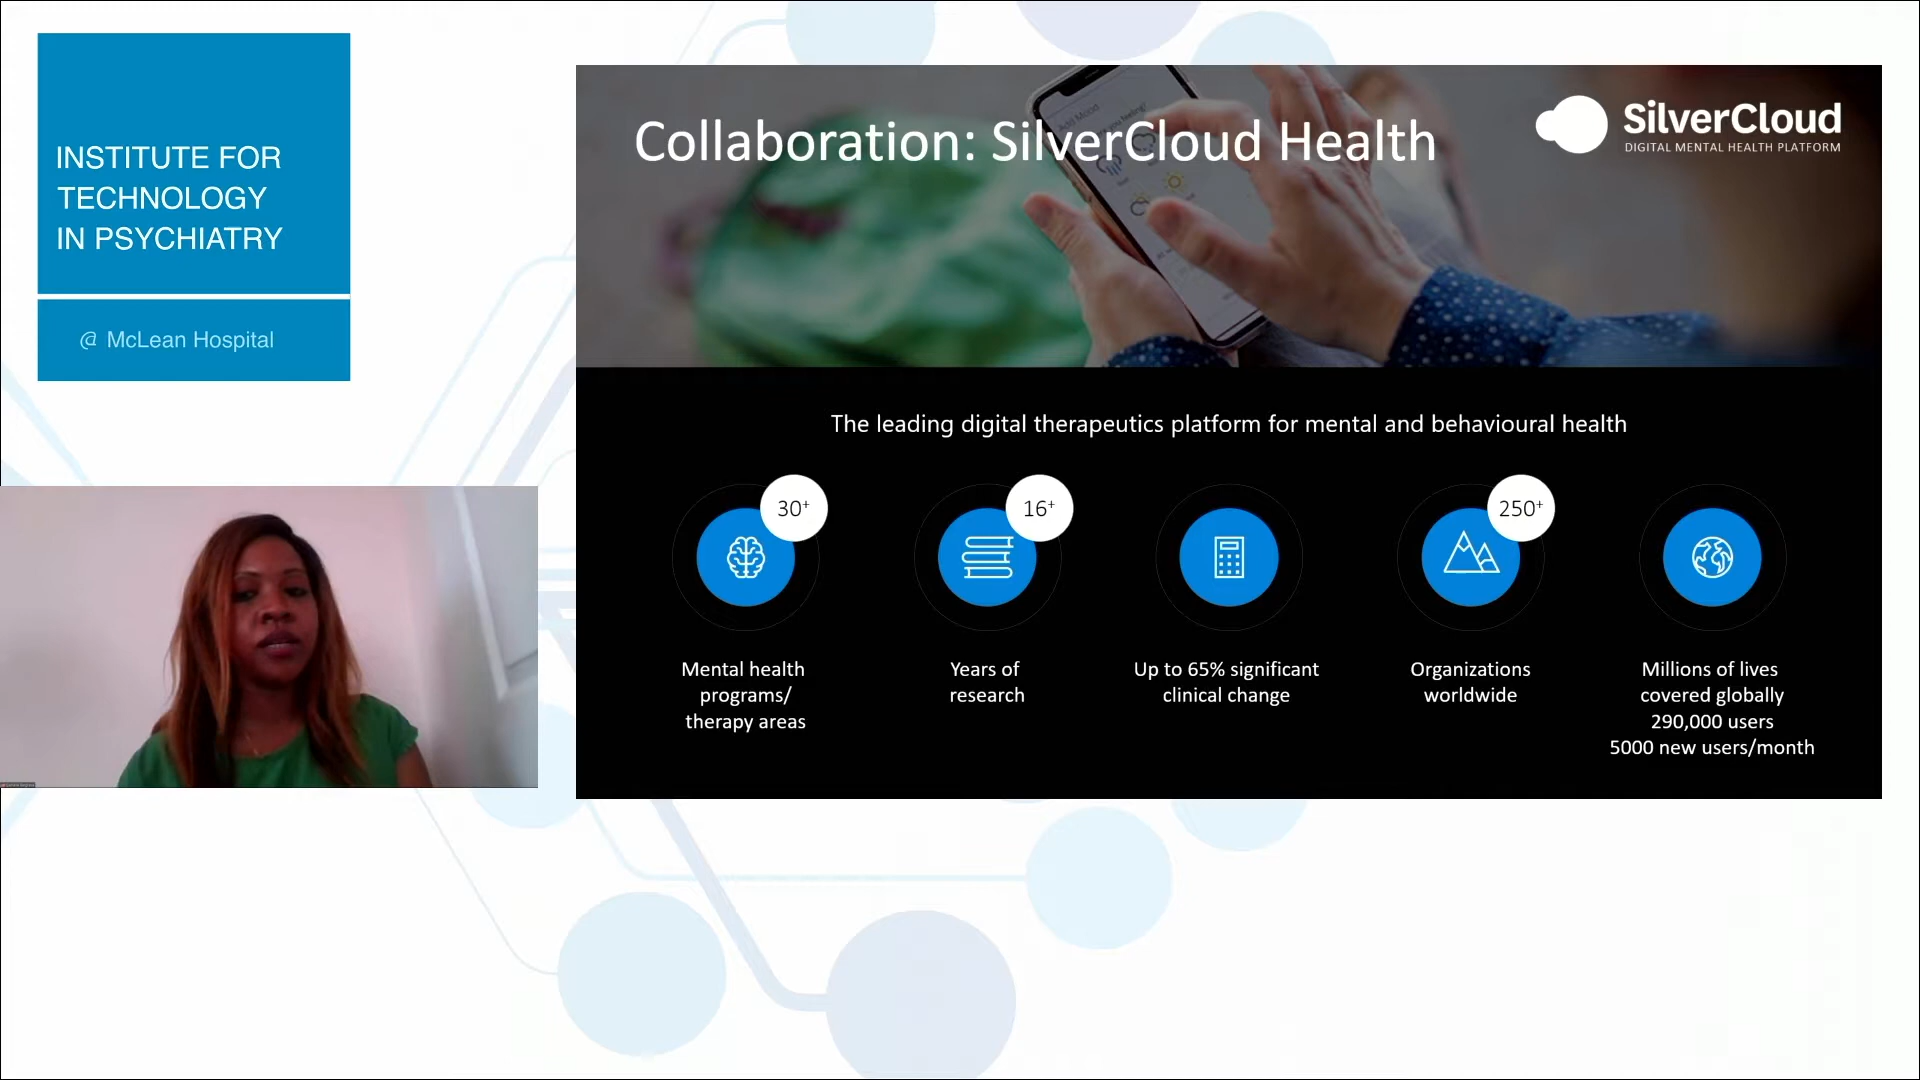 INSTITUTE FOR
TECHNOLOGY
IN PSYCHIATRY
@ McLean Hospital
Collaboration: SilverCloud Health
SilverCloud
DIGITAL MENTAL HEALTH PLATFORM
Add Mood
The leading digital therapeutics platform for mental and behavioural health
30+
Mental health
programs/
therapy areas
16+
Years of
research
Up to 65% significant
clinical change
250+
Organizations
worldwide
Millions of lives
covered globally
290,000 users
5000 new users/month